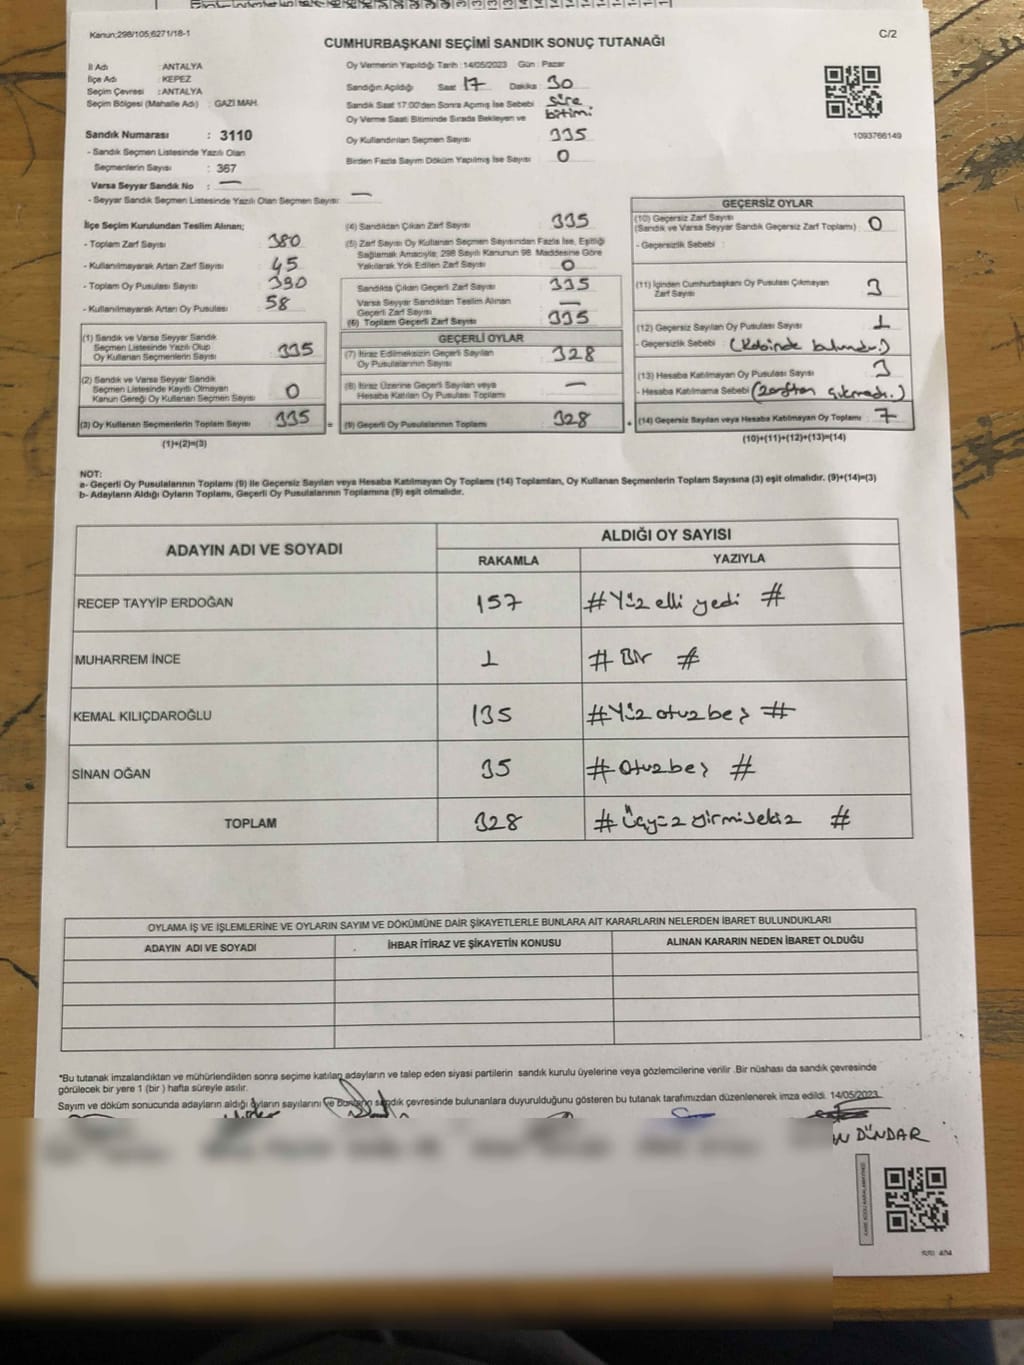 Kanun;298/105;6271/18-1
C/2
CUMHURBAŞKANI SEÇİMİ SANDIK SONUÇ TUTANAĞI
İl Adı : ANTALYA
İlçe Adı : KEPEZ
Seçim Çevresi : ANTALYA
Seçim Bölgesi (Mahalle Adı) : GAZİ MAH.
Sandık Numarası : 3110
- Sandık Seçmen Listesinde Yazılı Olan
Seçmenlerin Sayısı : 367
Varsa Seyyar Sandık No : —
- Seyyar Sandık Seçmen Listesinde Yazılı Olan Seçmen Sayısı: —
Oy Vermenin Yapıldığı Tarih : 14/05/2023 Gün : Pazar
Sandığın Açıldığı Saat 17 Dakika : 30
Sandık Saat 17:00'den Sonra Açmış İse Sebebi : süre
Oy Verme Saati Bitiminde Sırada Bekleyen ve bitimi
Oy Kullandırılan Seçmen Sayısı : 335
Birden Fazla Sayım Döküm Yapılmış İse Sayısı : 0
1093766149
İlçe Seçim Kurulundan Teslim Alınan;
- Toplam Zarf Sayısı : 380
- Kullanılmayarak Artan Zarf Sayısı : 45
- Toplam Oy Pusulası Sayısı : 390
- Kullanılmayarak Artan Oy Pusulası : 58
(1) Sandık ve Varsa Seyyar Sandık
Seçmen Listesinde Yazılı Olup
Oy Kullanan Seçmenlerin Sayısı : 335
(2) Sandık ve Varsa Seyyar Sandık
Seçmen Listesinde Kayıtlı Olmayan
Kanun Gereği Oy Kullanan Seçmen Sayısı : 0
(3) Oy Kullanan Seçmenlerin Toplam Sayısı : 335 =
(1)+(2)=(3)
(4) Sandıktan Çıkan Zarf Sayısı : 335
(5) Zarf Sayısı Oy Kullanan Seçmen Sayısından Fazla İse, Eşitliği
Sağlamak Amacıyla; 298 Sayılı Kanunun 98. Maddesine Göre
Yakılarak Yok Edilen Zarf Sayısı : 0
Sandıkta Çıkan Geçerli Zarf Sayısı : 335
Varsa Seyyar Sandıktan Teslim Alınan
Geçerli Zarf Sayısı : —
(6) Toplam Geçerli Zarf Sayısı : 335
GEÇERLİ OYLAR
(7) İtiraz Edilmeksizin Geçerli Sayılan
Oy Pusulalarının Sayısı : 328
(8) İtiraz Üzerine Geçerli Sayılan veya
Hesaba Katılan Oy Pusulası Toplamı : —
(9) Geçerli Oy Pusulalarının Toplamı : 328 +
GEÇERSİZ OYLAR
(10) Geçersiz Zarf Sayısı
(Sandık ve Varsa Seyyar Sandık Geçersiz Zarf Toplamı) : 0
- Geçersizlik Sebebi :
(11) İçinden Cumhurbaşkanı Oy Pusulası Çıkmayan
Zarf Sayısı : 3
(12) Geçersiz Sayılan Oy Pusulası Sayısı : 1
- Geçersizlik Sebebi : (Kabinde bulundu.)
(13) Hesaba Katılmayan Oy Pusulası Sayısı : 3
- Hesaba Katılmama Sebebi (zarftan çıkmadı.)
(14) Geçersiz Sayılan veya Hesaba Katılmayan Oy Toplamı : 7
(10)+(11)+(12)+(13)=(14)
NOT:
a- Geçerli Oy Pusulalarının Toplamı (9) ile Geçersiz Sayılan veya Hesaba Katılmayan Oy Toplamı (14) Toplamları, Oy Kullanan Seçmenlerin Toplam Sayısına (3) eşit olmalıdır. (9)+(14)=(3)
b- Adayların Aldığı Oyların Toplamı, Geçerli Oy Pusulalarının Toplamına (9) eşit olmalıdır.
ADAYIN ADI VE SOYADI
ALDIĞI OY SAYISI
RAKAMLA YAZIYLA
RECEP TAYYİP ERDOĞAN 157 # Yüz elli yedi #
MUHARREM İNCE 1 # Bir #
KEMAL KILIÇDAROĞLU 135 # Yüz otuz beş #
SİNAN OĞAN 35 # Otuz beş #
TOPLAM 328 # Üçyüz yirmisekiz #
OYLAMA İŞ VE İŞLEMLERİNE VE OYLARIN SAYIM VE DÖKÜMÜNE DAİR ŞİKAYETLERLE BUNLARA AİT KARARLARIN NELERDEN İBARET BULUNDUKLARI
ADAYIN ADI VE SOYADI İHBAR İTİRAZ VE ŞİKAYETİN KONUSU ALINAN KARARIN NEDEN İBARET OLDUĞU
*Bu tutanak imzalandıktan ve mühürlendikten sonra seçime katılan adayların ve talep eden siyasi partilerin sandık kurulu üyelerine veya gözlemcilerine verilir .Bir nüshası da sandık çevresinde
görülecek bir yere 1 (bir ) hafta süreyle asılır.
Sayım ve döküm sonucunda adayların aldığı oyların sayılarını ve bunların sandık çevresinde bulunanlara duyurulduğunu gösteren bu tutanak tarafımızdan düzenlenerek imza edildi. 14/05/2023
DÜNDAR